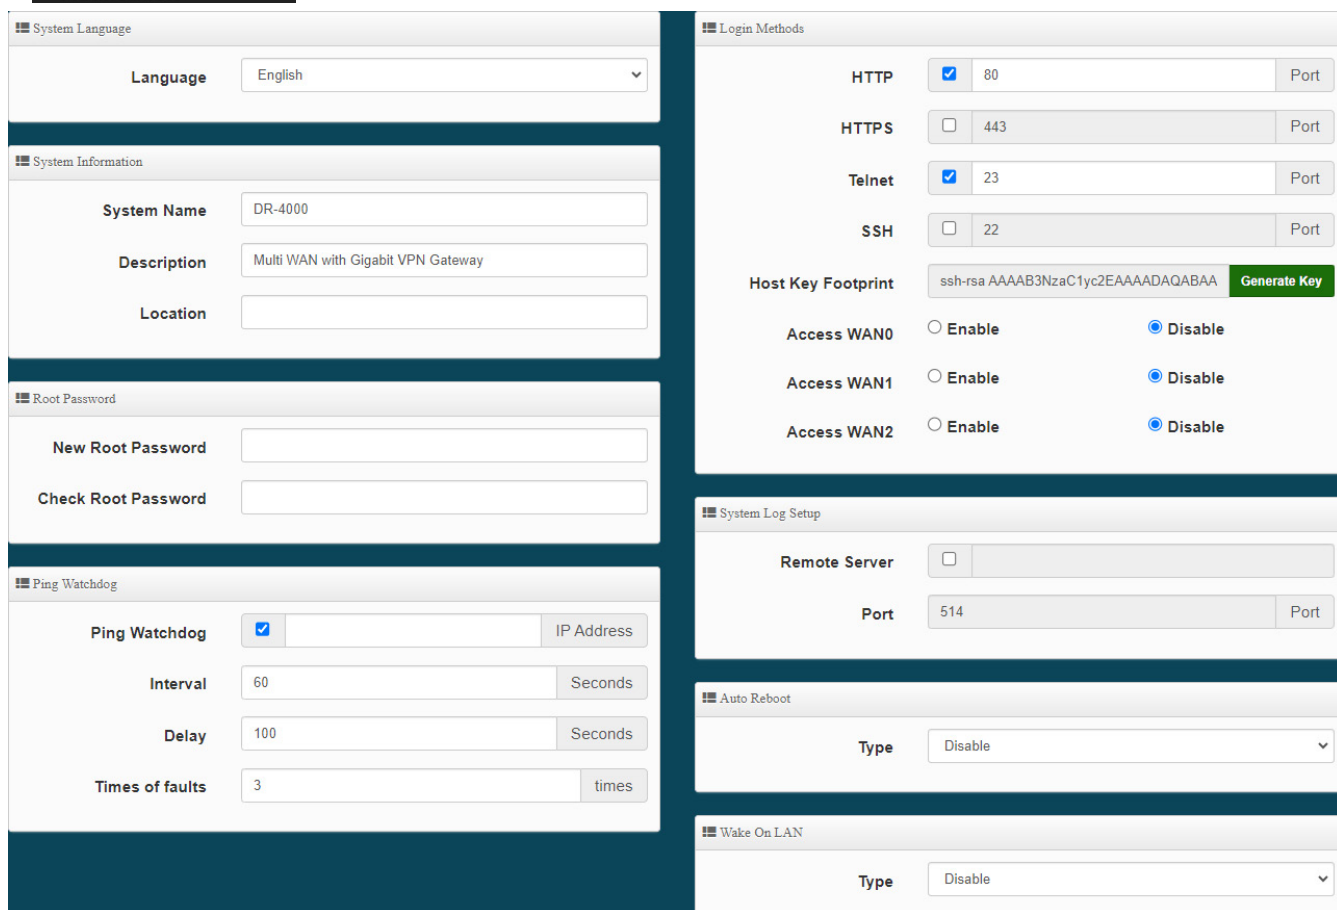 System Language
Language English
System Information
System Name DR-4000
Description Multi WAN with Gigabit VPN Gateway
Location
Root Password
New Root Password
Check Root Password
Ping Watchdog
Ping Watchdog IP Address
Interval 60 Seconds
Delay 100 Seconds
Times of faults 3 times
Login Methods
HTTP 80 Port
HTTPS 443 Port
Telnet 23 Port
SSH 22 Port
Host Key Footprint ssh-rsa AAAAB3NzaC1yc2EAAAADAQABAA Generate Key
Access WAN0 Enable Disable
Access WAN1 Enable Disable
Access WAN2 Enable Disable
System Log Setup
Remote Server
Port 514 Port
Auto Reboot
Type Disable
Wake On LAN
Type Disable